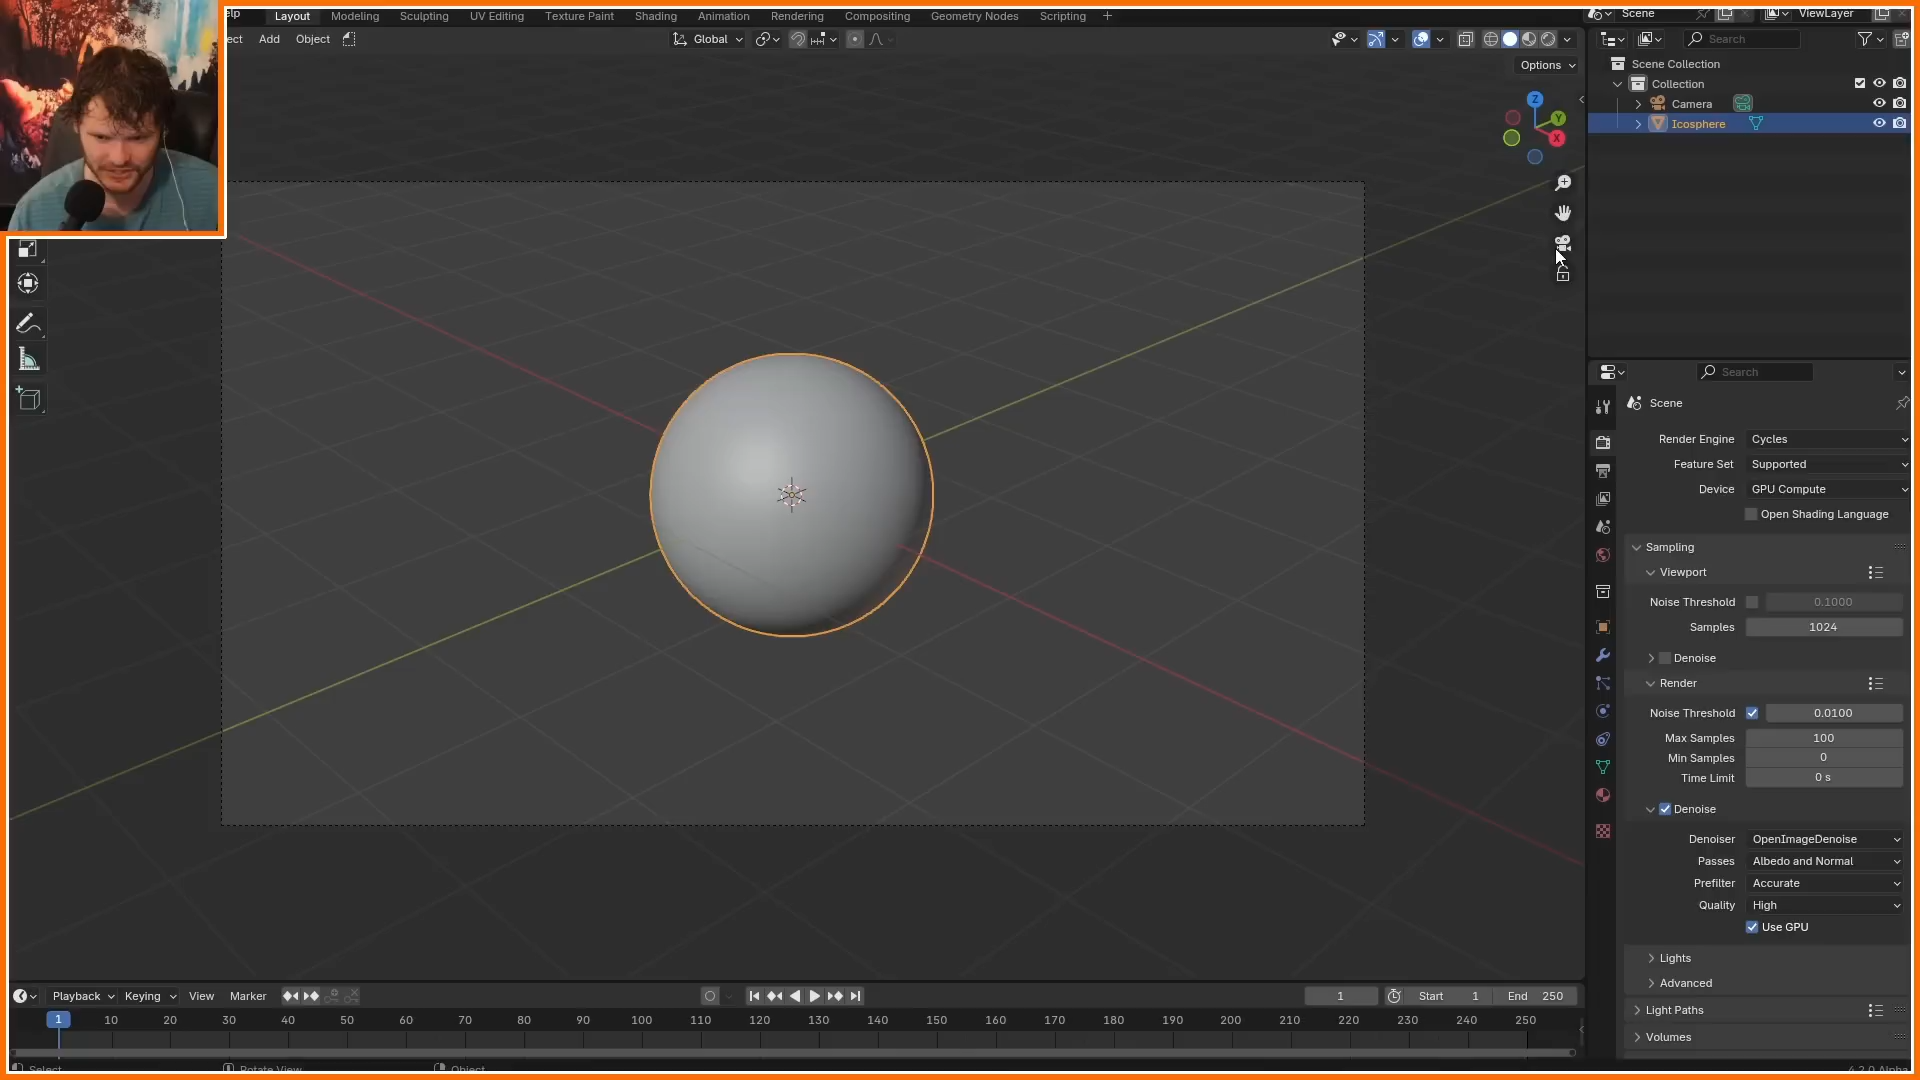 elp
Layout
Modeling
Sculpting
UV Editing
Texture Paint
Shading
Animation
Rendering
Compositing
Geometry Nodes
Scripting
+
Scene
ViewLayer
ect
Add
Object
Global
Search
Options
Scene Collection
Collection
Camera
Icosphere
Z
Y
X
Search
Scene
Render Engine
Cycles
Feature Set
Supported
Device
GPU Compute
Open Shading Language
Sampling
Viewport
Noise Threshold
0.1000
Samples
1024
Denoise
Render
Noise Threshold
0.0100
Max Samples
100
Min Samples
0
Time Limit
0 s
Denoise
Denoiser
OpenImageDenoise
Passes
Albedo and Normal
Prefilter
Accurate
Quality
High
Use GPU
Lights
Advanced
Light Paths
Volumes
Playback
Keying
View
Marker
1
Start
1
End
250
1
10
20
30
40
50
60
70
80
90
100
110
120
130
140
150
160
170
180
190
200
210
220
230
240
250
Select
Rotate View
Object
4.2.0 Alpha